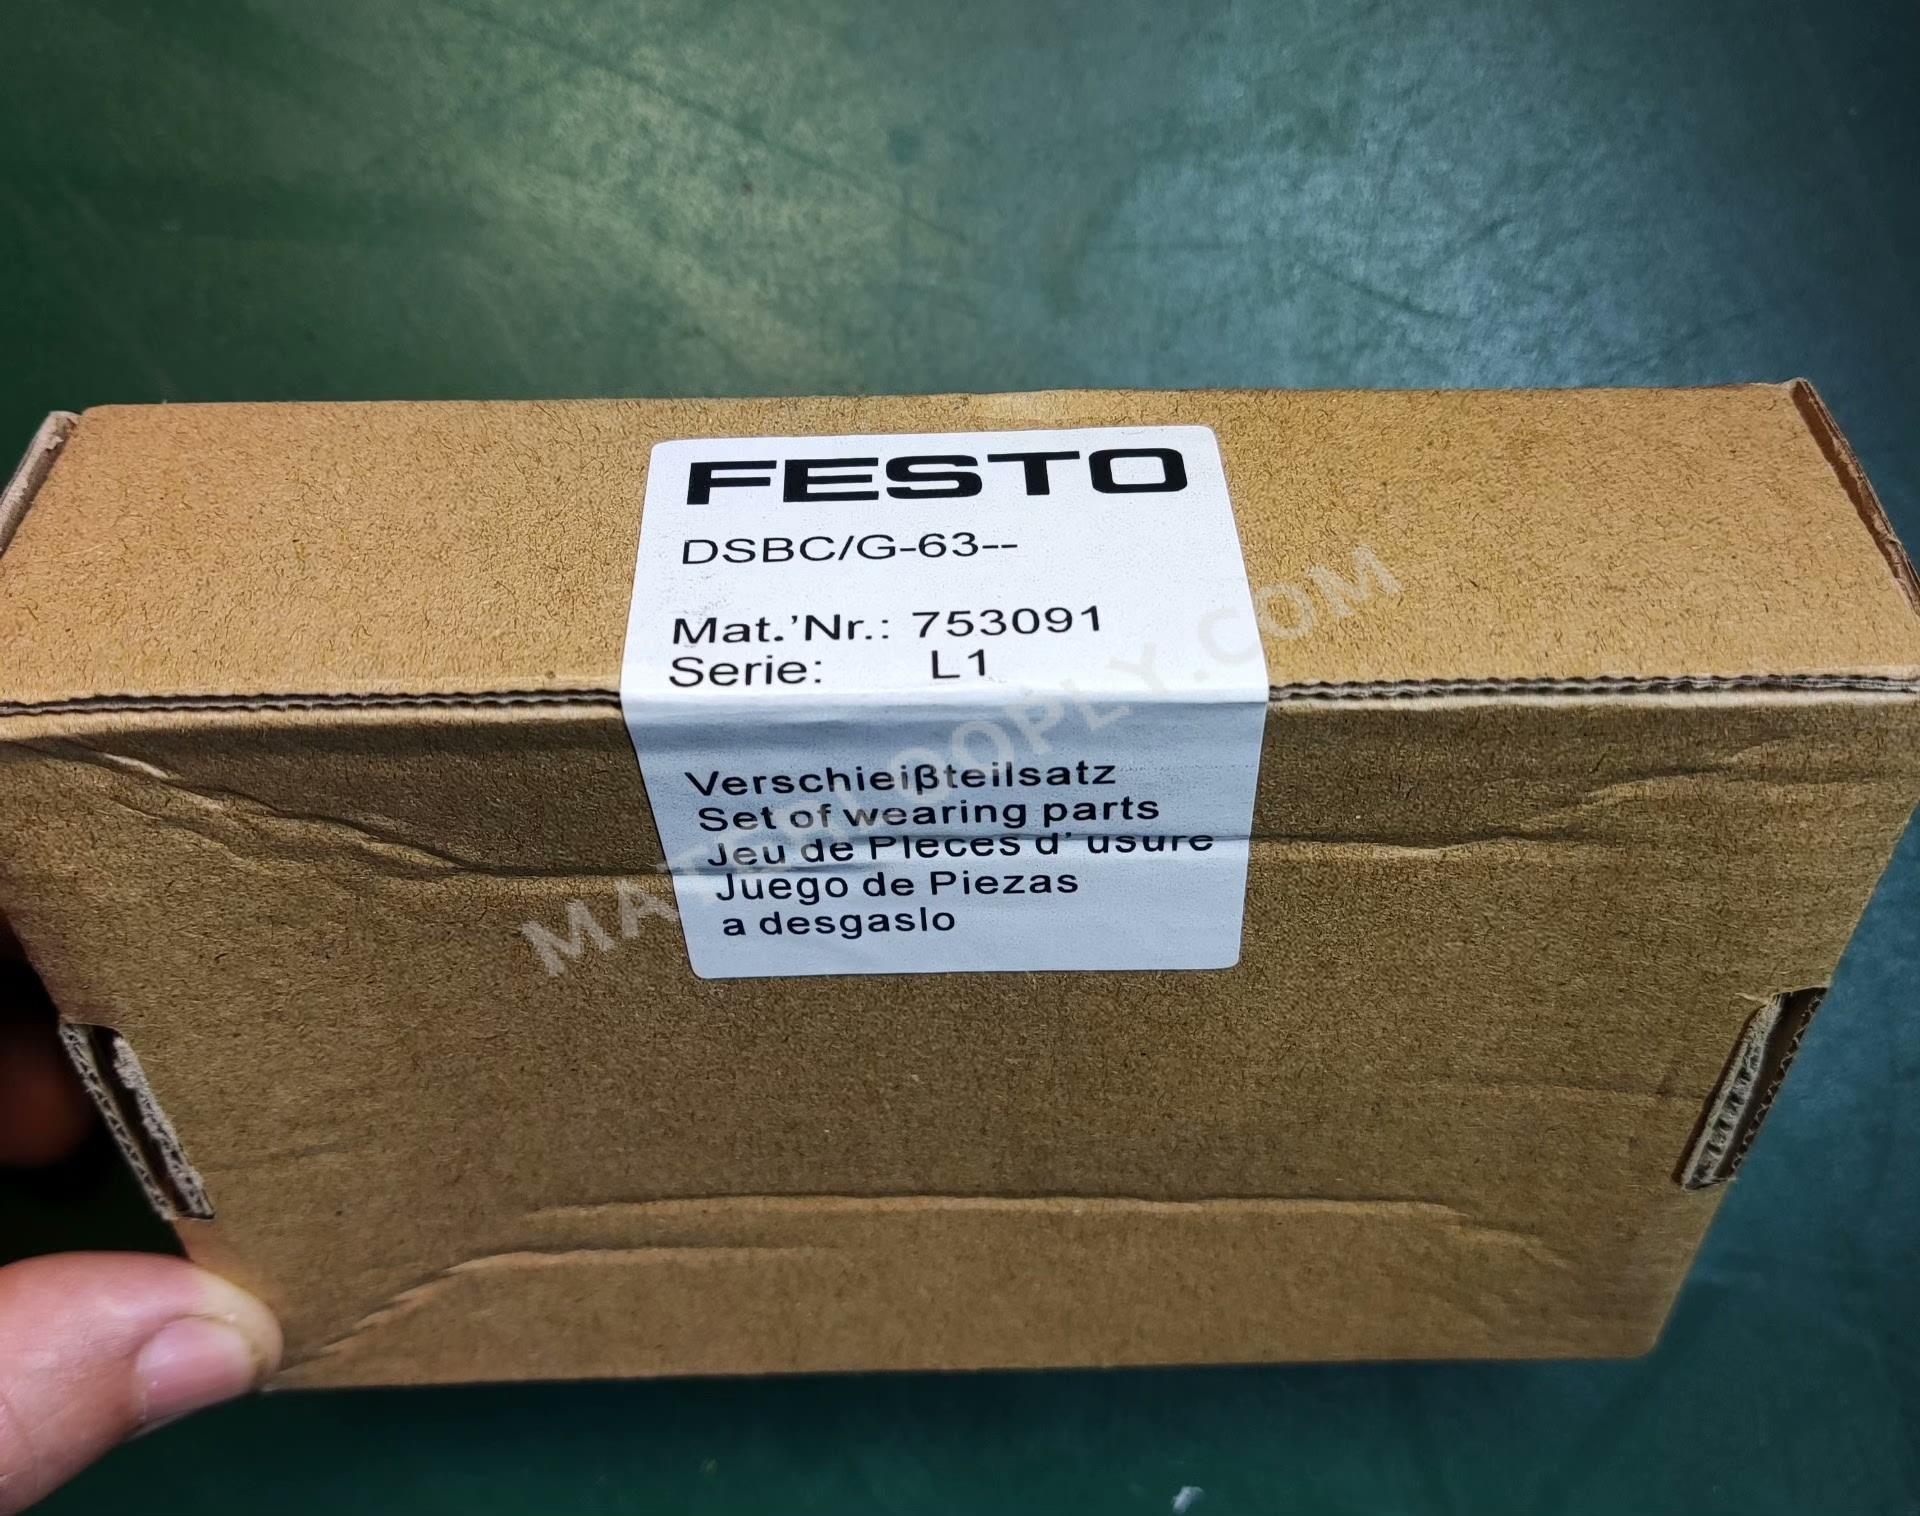 FESTO
DSBC/G-63--
Mat.'Nr.: 753091
Serie: L1
Verschieißteilsatz
Set of wearing parts
Jeu de Pieces d' usure
Juego de Piezas
a desgaslo